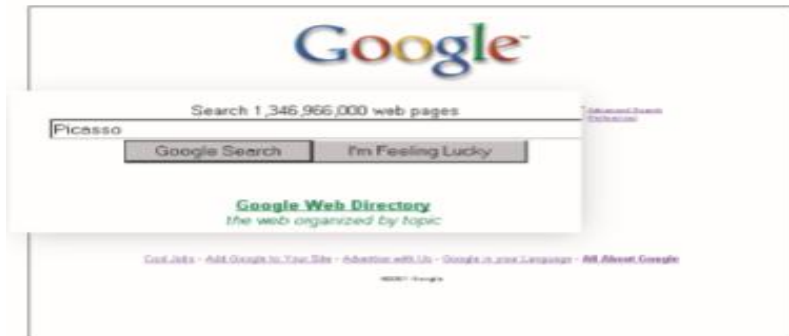 Google™
Search 1,346,966,000 web pages
Advanced Search
Preferences
Picasso
Google Search I'm Feeling Lucky
Google Web Directory
the web organized by topic
Cool Jobs - Add Google to Your Site - Advertise with Us - Google in your Language - All About Google
©2001 Google